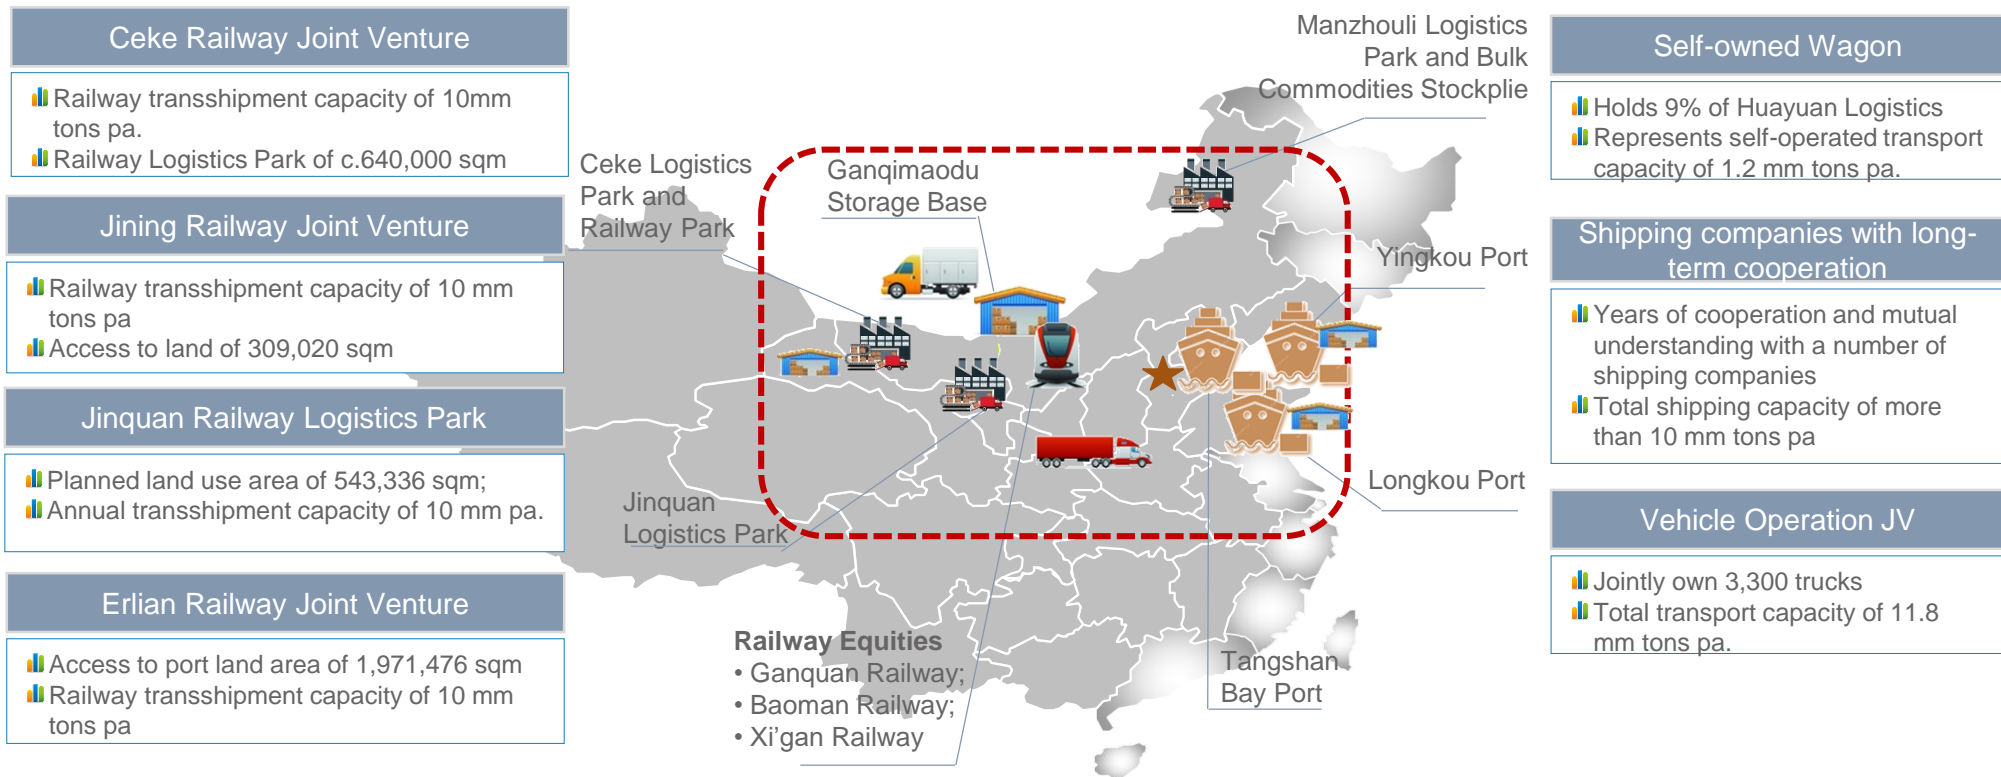 Ceke Railway Joint Venture
Railway transshipment capacity of 10mm
tons pa.
Railway Logistics Park of c.640,000 sqm
Jining Railway Joint Venture
Railway transshipment capacity of 10 mm
tons pa
Access to land of 309,020 sqm
Jinquan Railway Logistics Park
Planned land use area of 543,336 sqm;
Annual transshipment capacity of 10 mm pa.
Erlian Railway Joint Venture
Access to port land area of 1,971,476 sqm
Railway transshipment capacity of 10 mm
tons pa
Ceke Logistics
Park and
Railway Park
Ganqimaodu
Storage Base
Manzhouli Logistics
Park and Bulk
Commodities Stockplie
Yingkou Port
Longkou Port
Jinquan
Logistics Park
Tangshan
Bay Port
Railway Equities
• Ganquan Railway;
• Baoman Railway;
• Xi’gan Railway
Self-owned Wagon
Holds 9% of Huayuan Logistics
Represents self-operated transport
capacity of 1.2 mm tons pa.
Shipping companies with long-
term cooperation
Years of cooperation and mutual
understanding with a number of
shipping companies
Total shipping capacity of more
than 10 mm tons pa
Vehicle Operation JV
Jointly own 3,300 trucks
Total transport capacity of 11.8
mm tons pa.